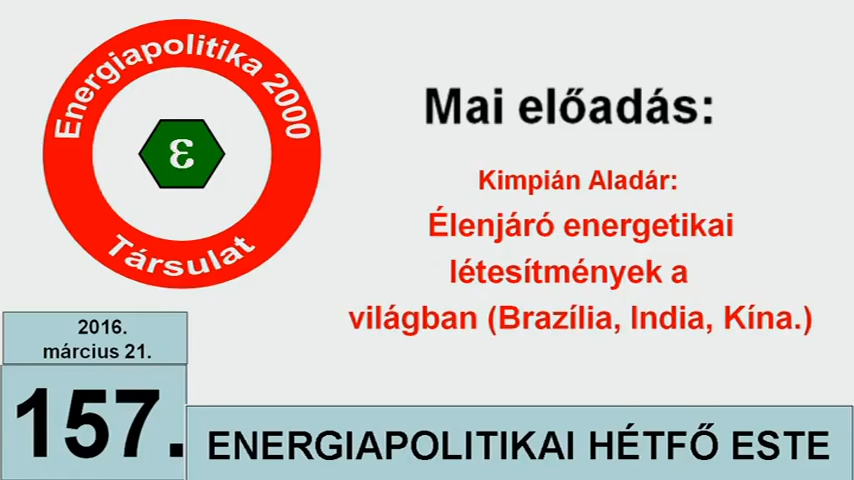 Energiapolitika 2000
Társulat
ε
Mai előadás:
Kimpián Aladár:
Élenjáró energetikai
létesítmények a
világban (Brazília, India, Kína.)
2016.
március 21.
157.
ENERGIAPOLITIKAI HÉTFŐ ESTE